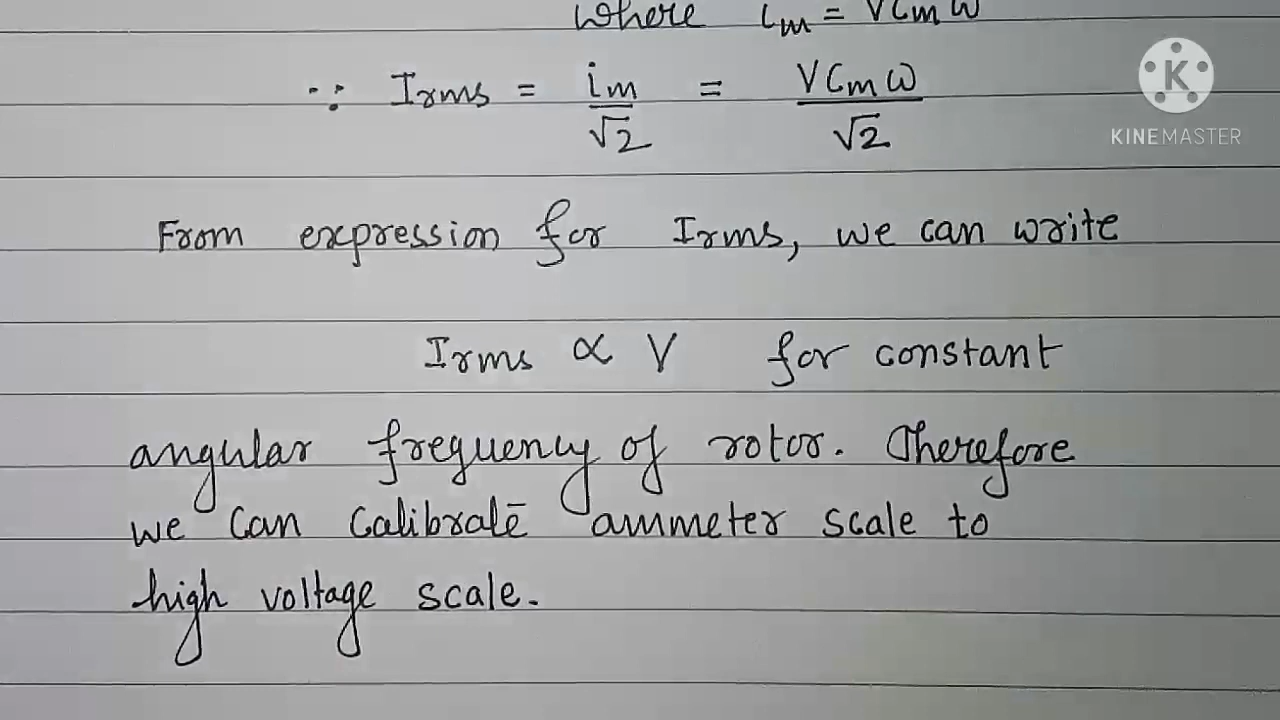 where im = VCmω
∵ Irms = im/√2 = VCmω/√2
K
KINEMASTER
From expression for Irms, we can write
Irms ∝ V for constant
angular frequency of rotor. Therefore
we can calibrate ammeter scale to
high voltage scale.